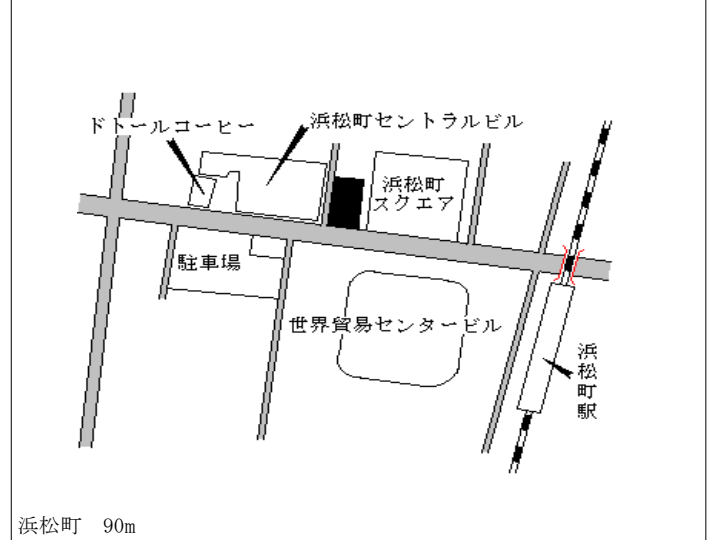 ドトールコーヒー
浜松町セントラルビル
浜松町
スクエア
駐車場
世界貿易センタービル
浜松町駅
浜松町　90m